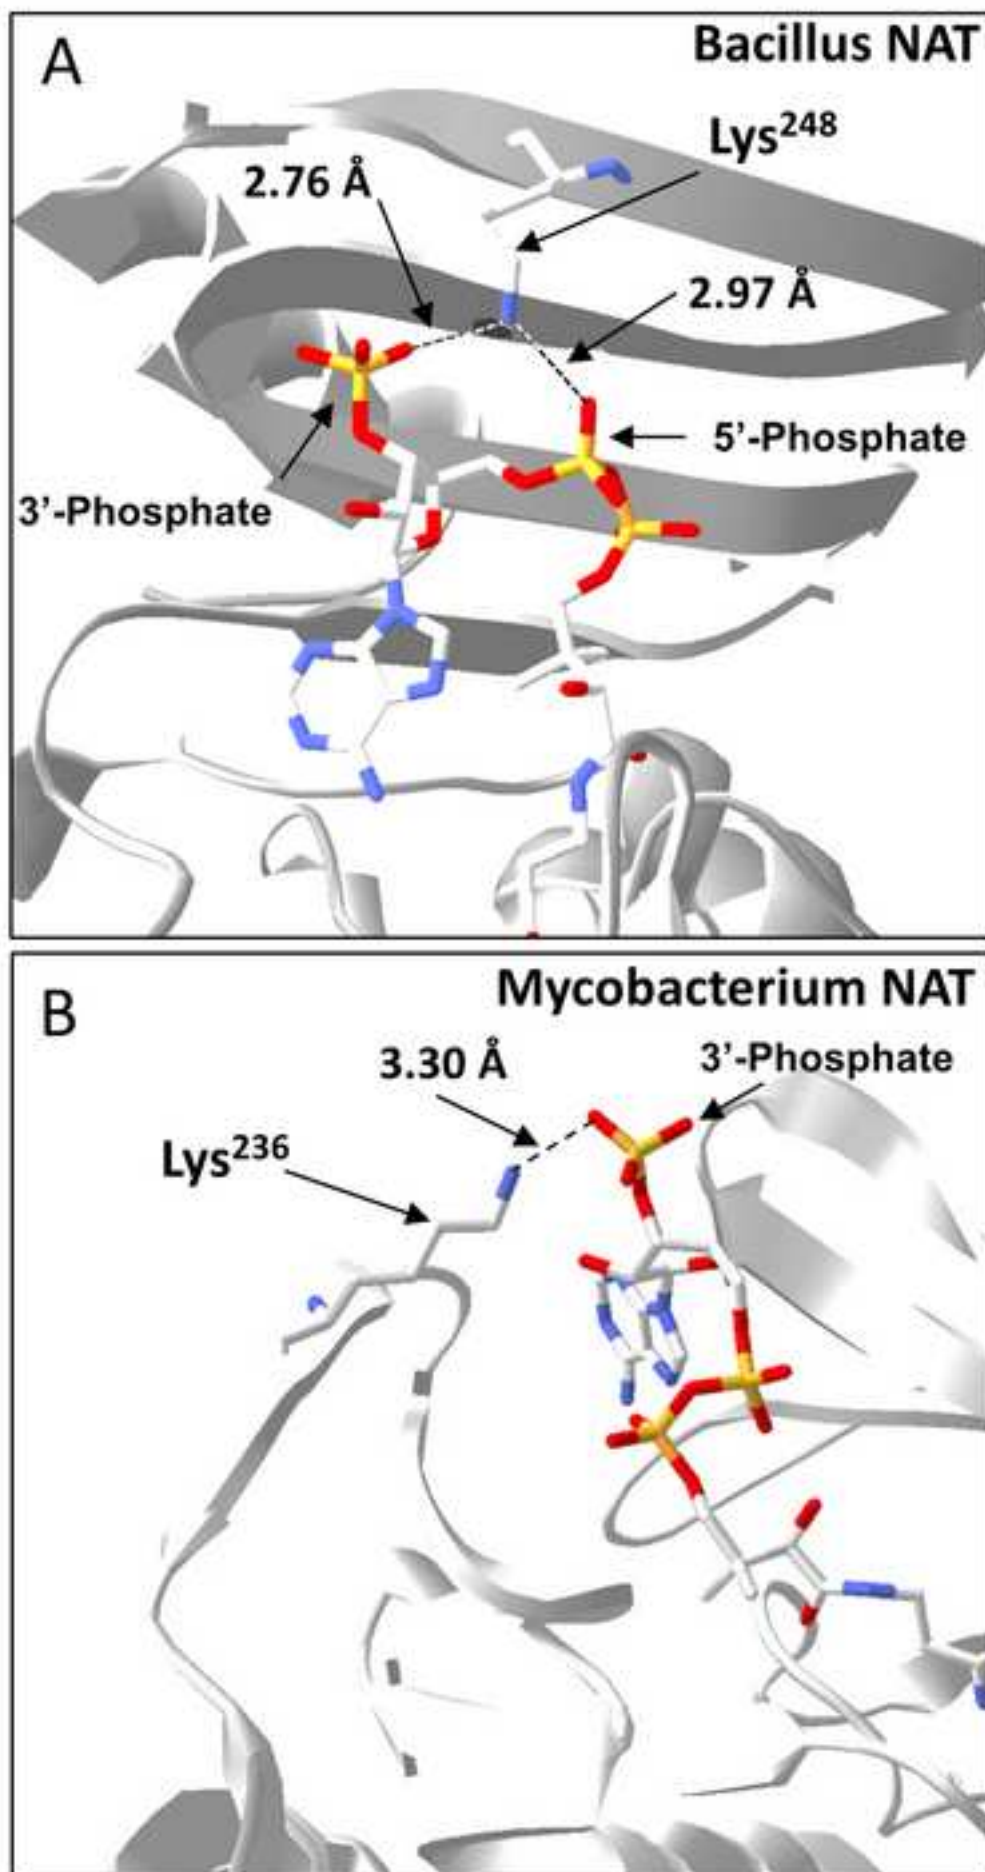 A
Bacillus NAT
Lys²⁴⁸
2.76 Å
2.97 Å
5’-Phosphate
3’-Phosphate
B
Mycobacterium NAT
3.30 Å
3’-Phosphate
Lys²³⁶